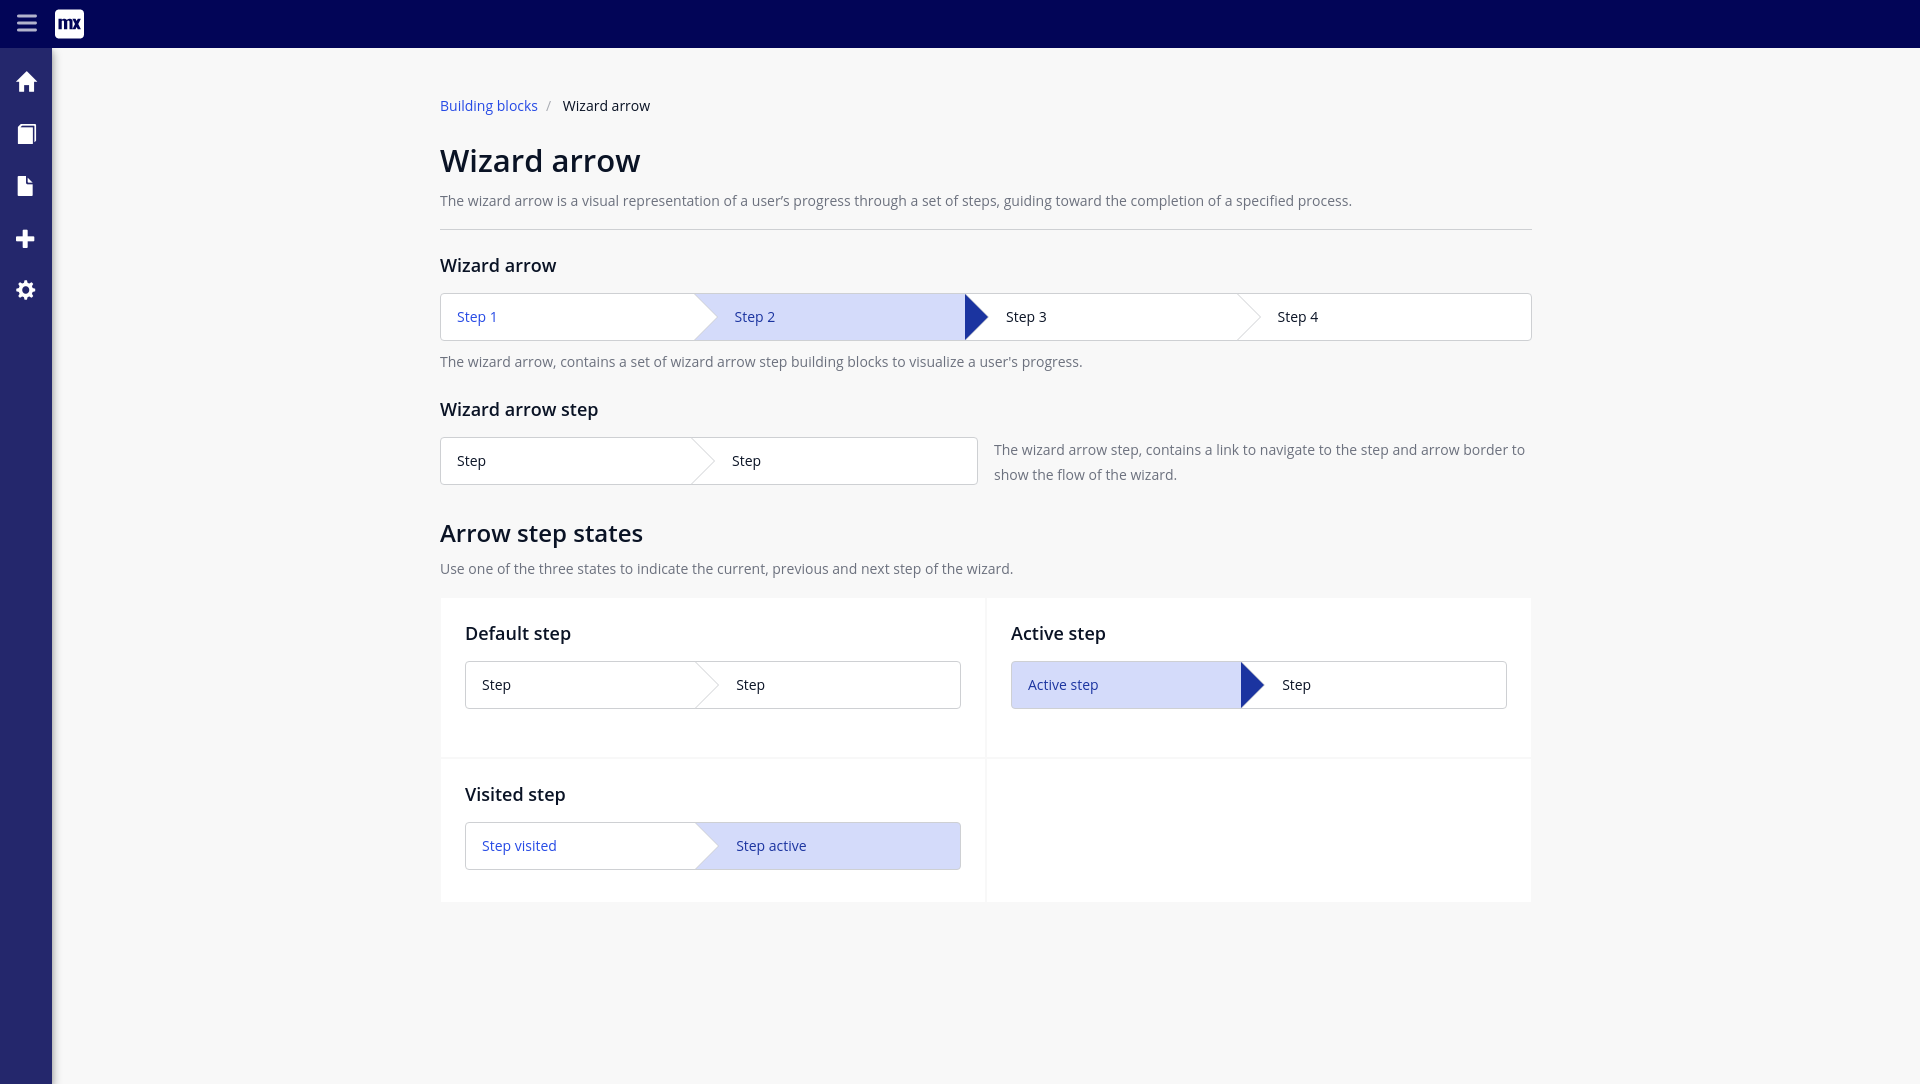 mx
Building blocks / Wizard arrow
Wizard arrow
The wizard arrow is a visual representation of a user’s progress through a set of steps, guiding toward the completion of a specified process.
Wizard arrow
Step 1 Step 2 Step 3 Step 4
The wizard arrow, contains a set of wizard arrow step building blocks to visualize a user's progress.
Wizard arrow step
Step Step
The wizard arrow step, contains a link to navigate to the step and arrow border to
show the flow of the wizard.
Arrow step states
Use one of the three states to indicate the current, previous and next step of the wizard.
Default step
Step Step
Active step
Active step Step
Visited step
Step visited Step active